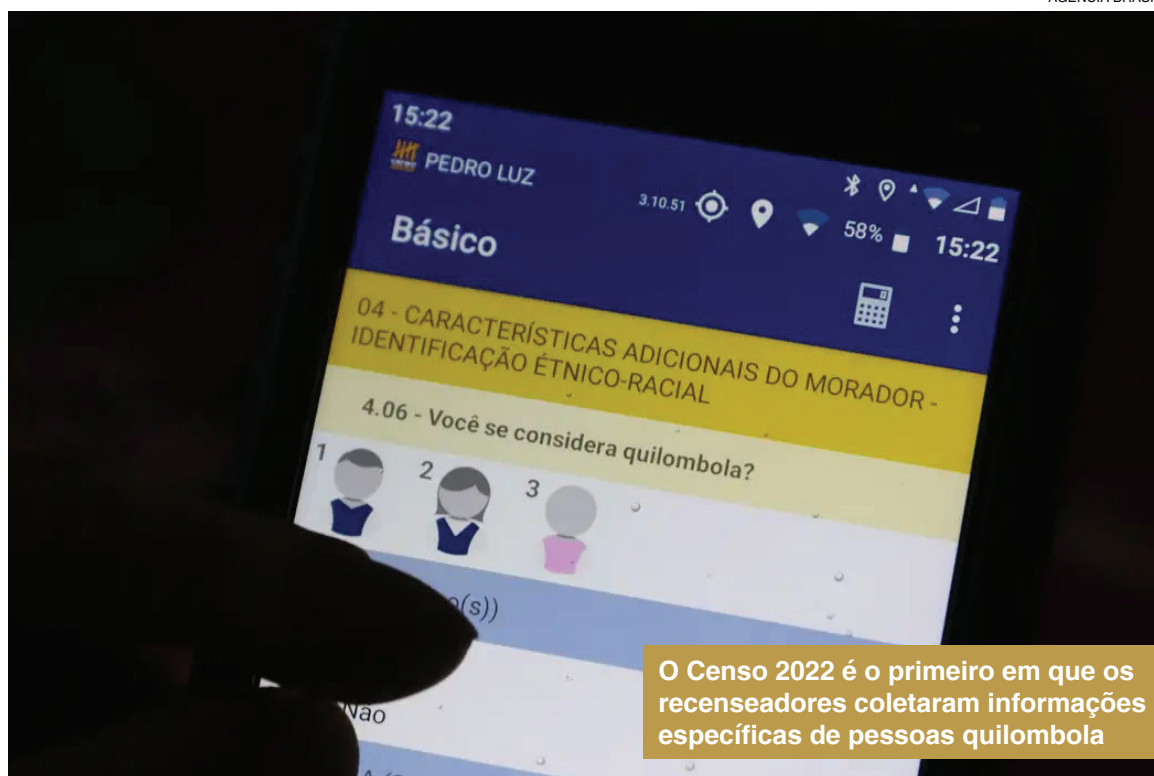 15:22
PEDRO LUZ
3.10.51
58%
15:22
Básico
04 - CARACTERÍSTICAS ADICIONAIS DO MORADOR -
IDENTIFICAÇÃO ÉTNICO-RACIAL
4.06 - Você se considera quilombola?
1
2
3
(s))
Não
O Censo 2022 é o primeiro em que os
recenseadores coletaram informações
específicas de pessoas quilombola